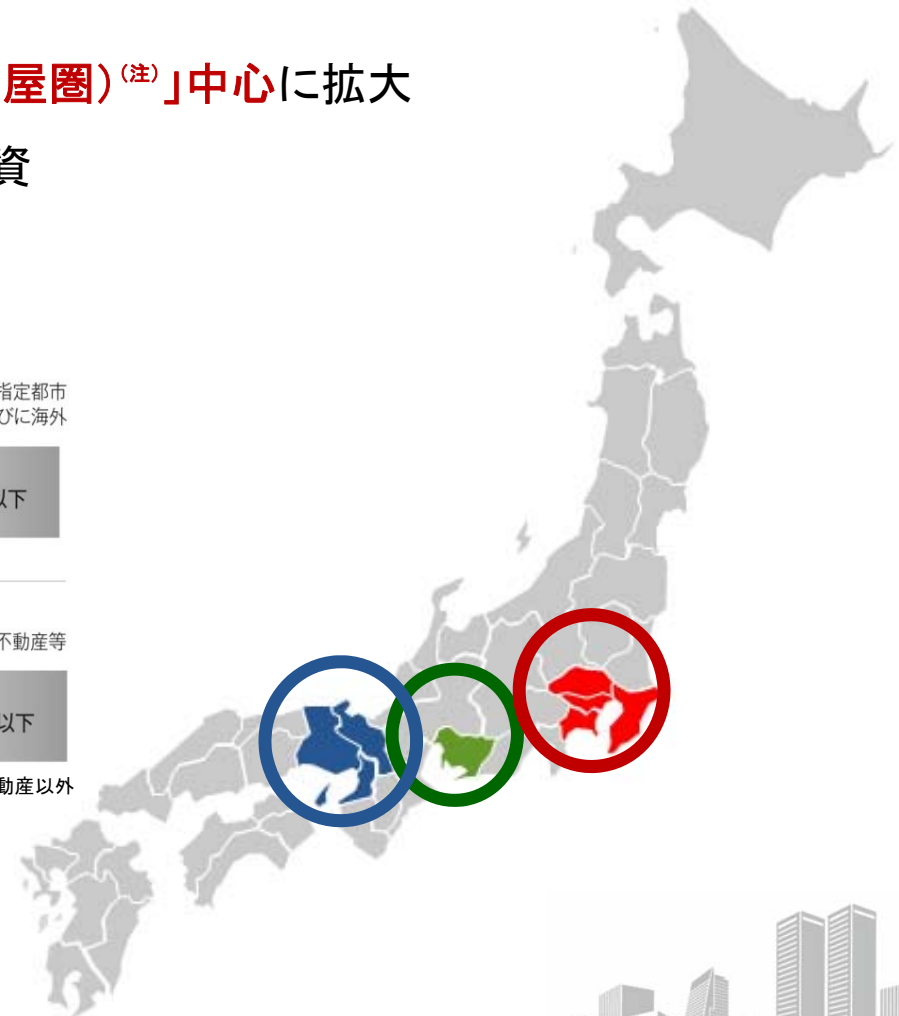 屋圏）（注）」中心に拡大
資
指定都市
びに海外
以下
不動産等
以下
動産以外